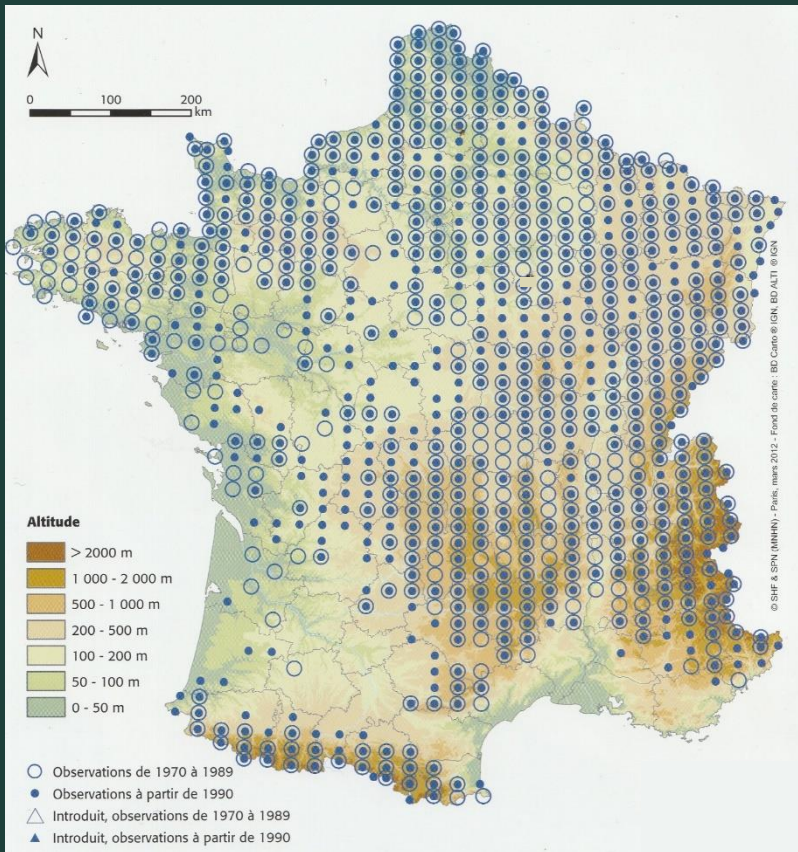 N
0 100 200
km
Altitude
> 2000 m
1 000 - 2 000 m
500 - 1 000 m
200 - 500 m
100 - 200 m
50 - 100 m
0 - 50 m
Observations de 1970 à 1989
Observations à partir de 1990
Introduit, observations de 1970 à 1989
Introduit, observations à partir de 1990
© SHF & SPN (MNHN) - Paris, mars 2012 - Fond de carte : BD Carto ® IGN, BD ALTI ® IGN